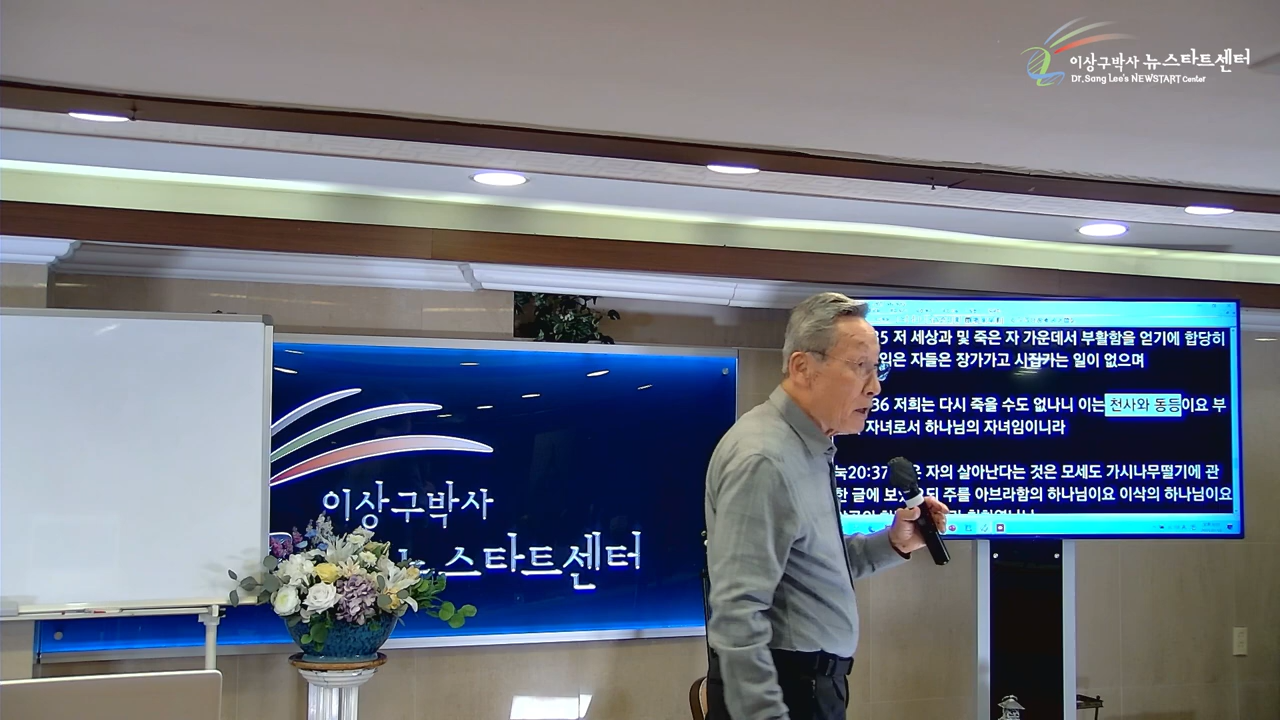 이상구박사 뉴스타트센터
Dr. Sang Lee's NEWSTART Center
35 저 세상과 및 죽은 자 가운데서 부활함을 얻기에 합당히
은 자들은 장가가고 시집가는 일이 없으며
36 저희는 다시 죽을 수도 없나니 이는 천사와 동등이요 부
자녀로서 하나님의 자녀임이니라
눅20:37 자의 살아난다는 것은 모세도 가시나무떨기에 관
한 글에 주를 아브라함의 하나님이요 이삭의 하나님이요
이상구박사
뉴스타트센터